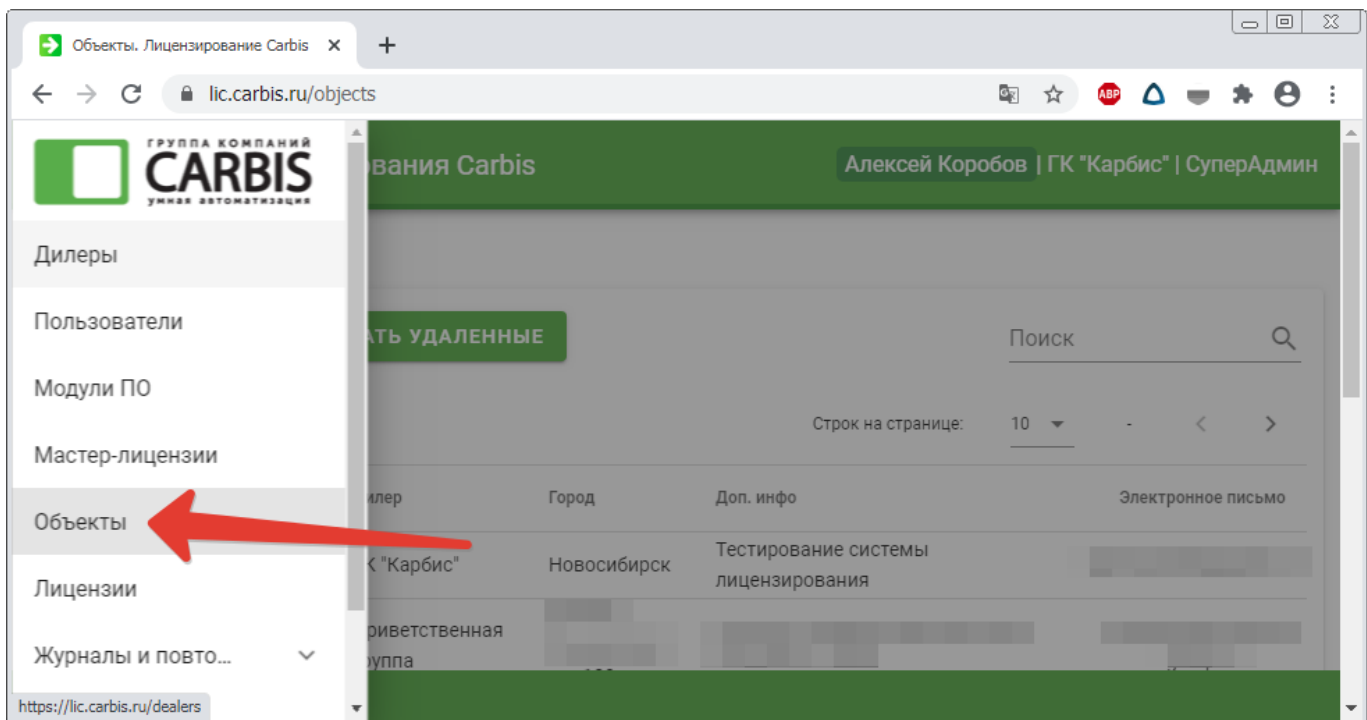 Объекты. Лицензирование Carbis
lic.carbis.ru/objects
ABP
ГРУППА КОМПАНИЙ
CARBIS
умная автоматизация
вания Carbis
Алексей Коробов | ГК "Карбис" | СуперАдмин
Дилеры
Пользователи
Модули ПО
Мастер-лицензии
Объекты
Лицензии
Журналы и повто...
АТЬ УДАЛЕННЫЕ
Поиск
Строк на странице:
10
-
илер
Город
Доп. инфо
Электронное письмо
К "Карбис"
Новосибирск
Тестирование системы
лицензирования
риветственная
руппа
https://lic.carbis.ru/dealers